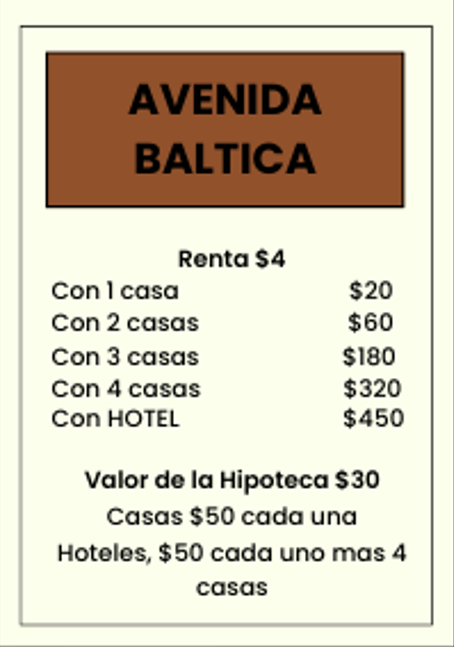 AVENIDA
BALTICA
Renta $4
Con 1 casa $20
Con 2 casas $60
Con 3 casas $180
Con 4 casas $320
Con HOTEL $450
Valor de la Hipoteca $30
Casas $50 cada una
Hoteles, $50 cada uno mas 4
casas